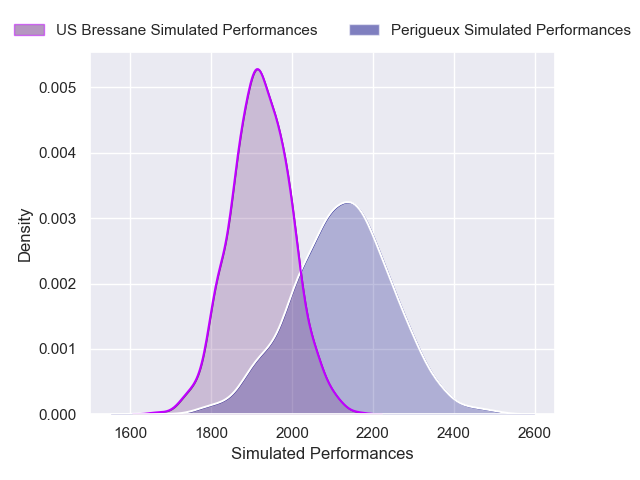 US Bressane Simulated Performances Perigueux Simulated Performances
0.005
0.004
0.003
0.002
0.001
0.000
Density
1600 1800 2000 2200 2400 2600
Simulated Performances